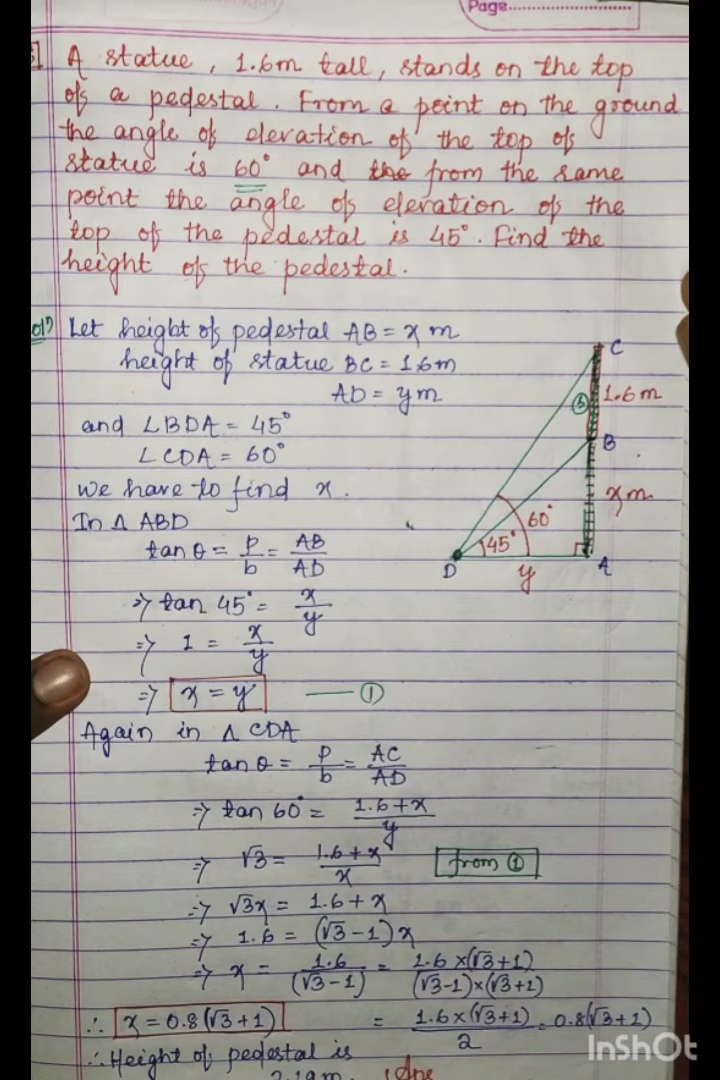 Page
A statue, 1.6m tall, stands on the top
of a pedestal. From a point on the ground
the angle of elevation of the top of
statue is 60° and the from the same
point the angle of elevation of the
top of the pedestal is 45°. Find the
height of the pedestal.
Let height of pedestal AB = x m
height of statue BC = 1.6m
AD = y m
and ∠BDA = 45°
∠CDA = 60°
we have to find x.
In Δ ABD
tan θ = p/b = AB/AD
⇒ tan 45° = x/y
⇒ 1 = x/y
⇒ x = y —— ①
C
1.6 m
B
x m
60°
45°
D
y
A
Again in Δ CDA
tan θ = p/b = AC/AD
⇒ tan 60° = 1.6+x/y
⇒ √3 = 1.6+x/x from ①
⇒ √3x = 1.6 + x
⇒ 1.6 = (√3-1)x
⇒ x = 1.6/(√3-1) = 1.6×(√3+1)/(√3-1)×(√3+1)
∴ x = 0.8(√3+1) = 1.6×(√3+1)/2 = 0.8(√3+1)
∴ Height of pedestal is
InShOt